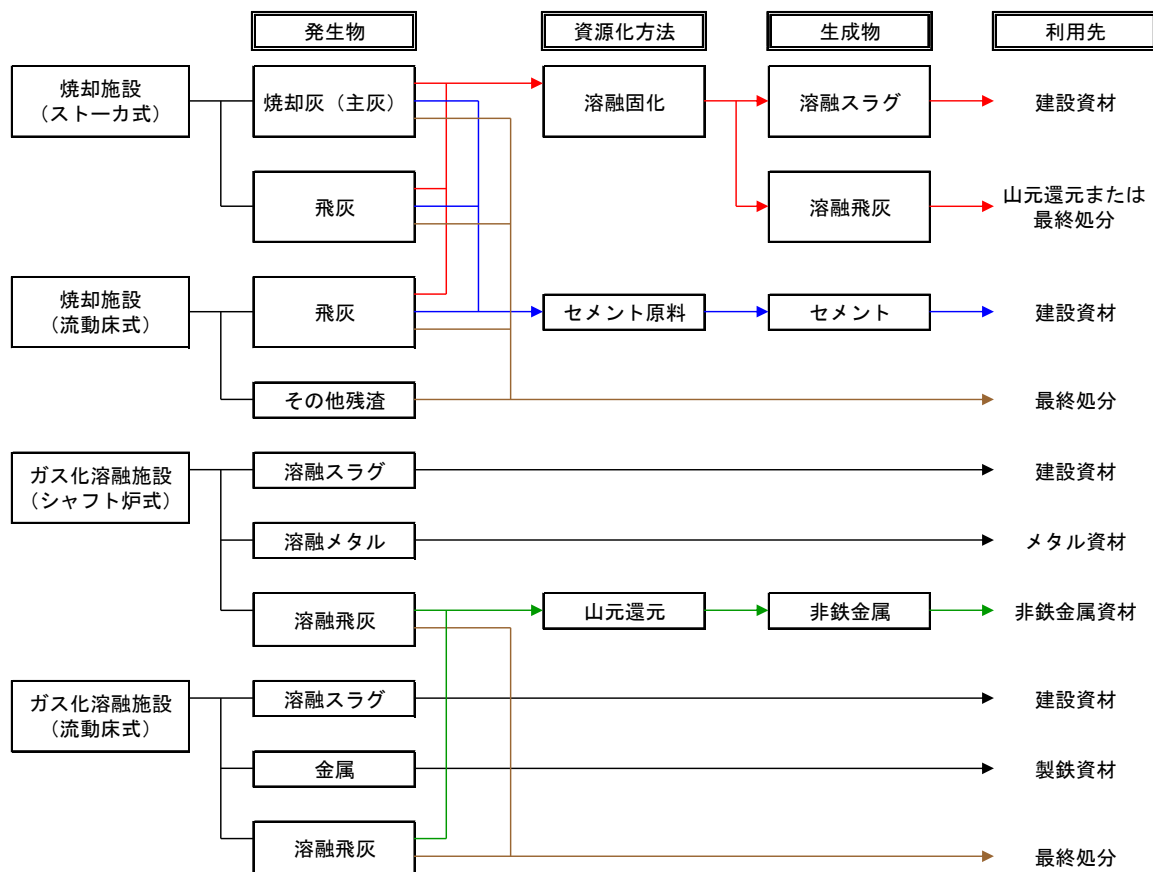 発生物
資源化方法
生成物
利用先
焼却施設
（ストーカ式）
焼却灰（主灰）
溶融固化
溶融スラグ
建設資材
飛灰
溶融飛灰
山元還元または
最終処分
焼却施設
（流動床式）
飛灰
セメント原料
セメント
建設資材
その他残渣
最終処分
ガス化溶融施設
（シャフト炉式）
溶融スラグ
建設資材
溶融メタル
メタル資材
溶融飛灰
山元還元
非鉄金属
非鉄金属資材
ガス化溶融施設
（流動床式）
溶融スラグ
建設資材
金属
製鉄資材
溶融飛灰
最終処分